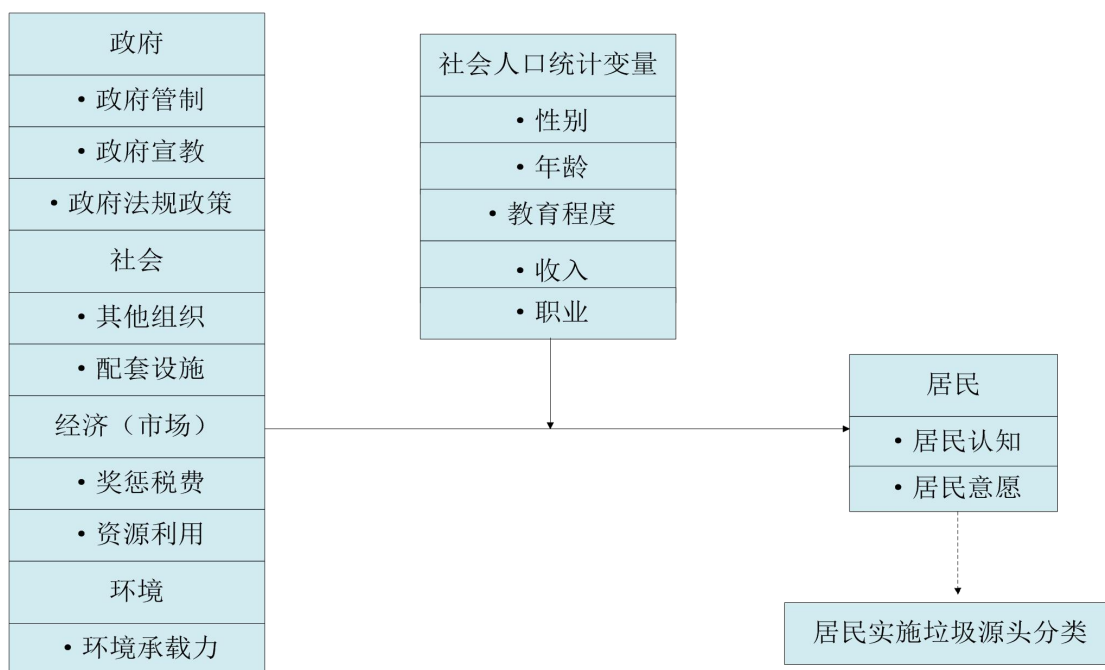 政府
•政府管制
•政府宣教
•政府法规政策
社会
•其他组织
•配套设施
经济（市场）
•奖惩税费
•资源利用
环境
•环境承载力
社会人口统计变量
•性别
•年龄
•教育程度
•收入
•职业
居民
•居民认知
•居民意愿
居民实施垃圾源头分类